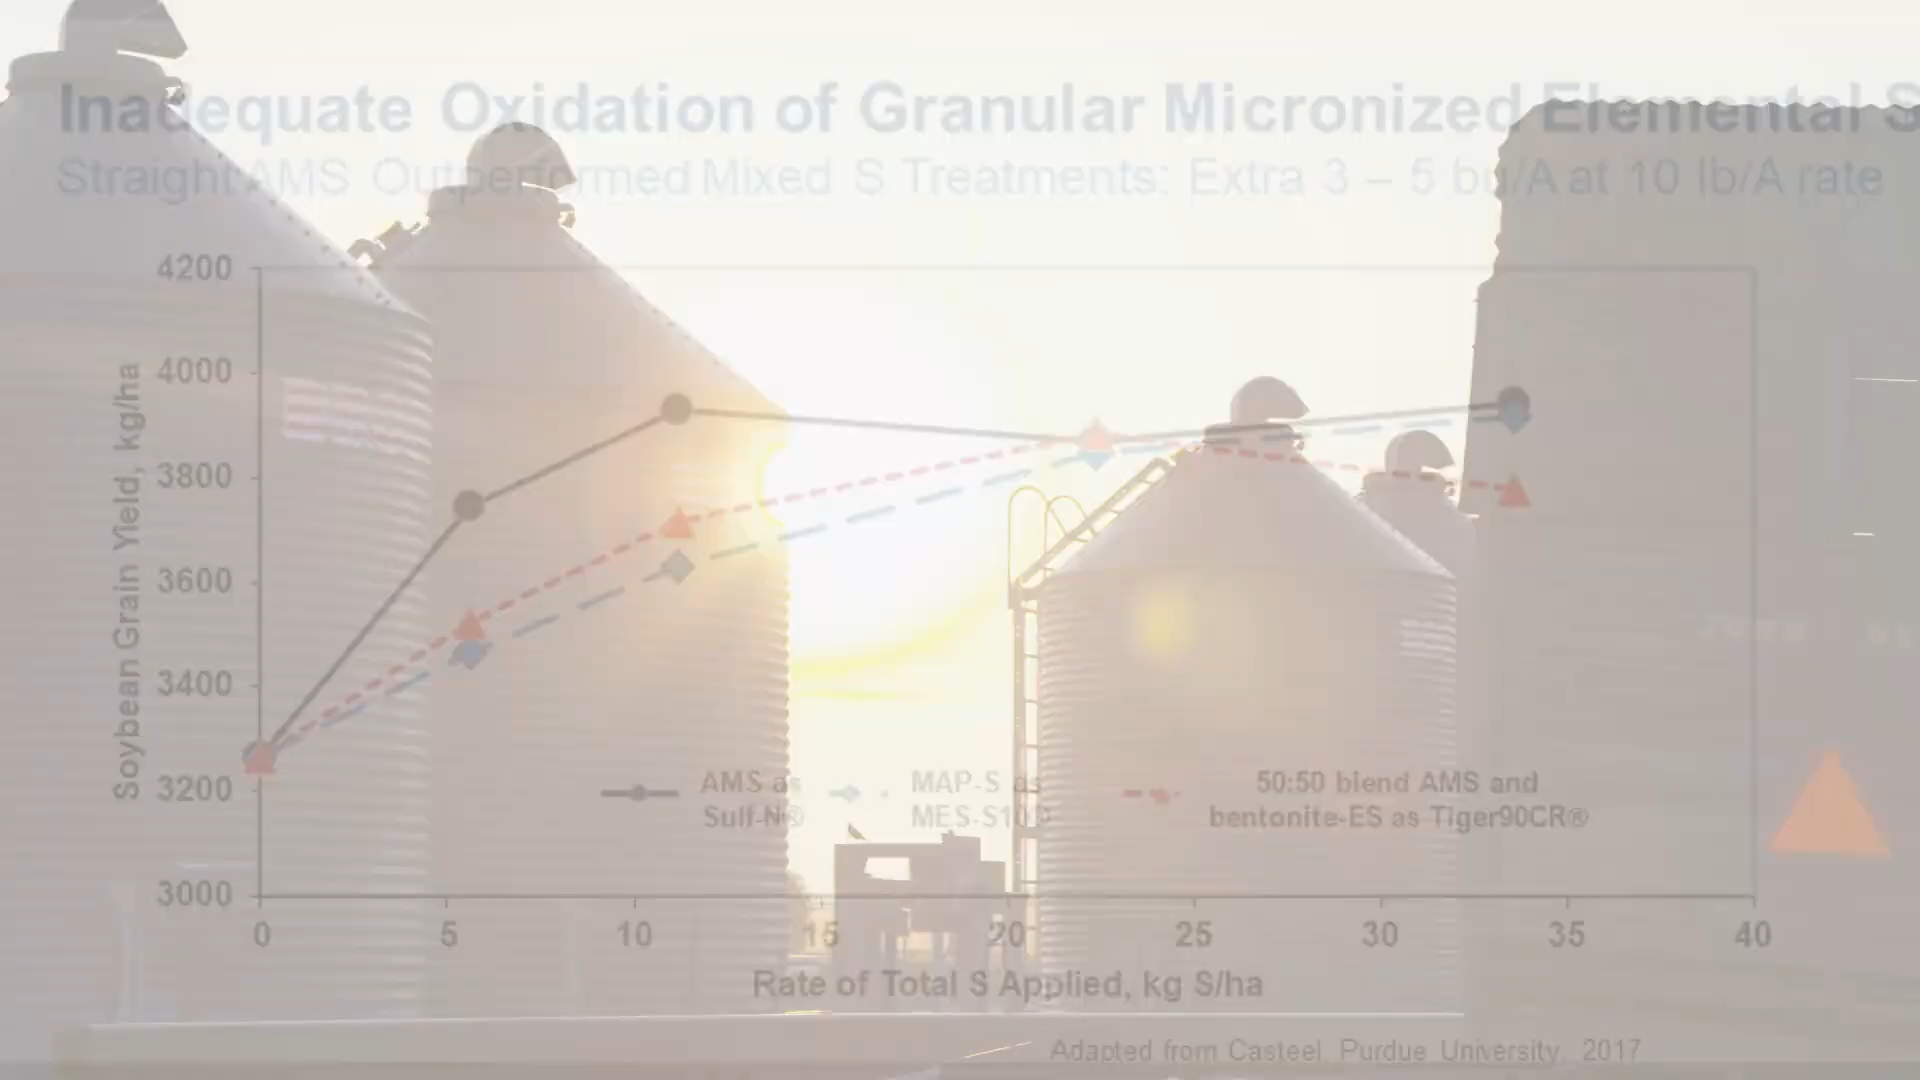 Inadequate Oxidation of Granular Micronized Elemental S
Straight AMS Outperformed Mixed S Treatments: Extra 3 – 5 bu/A at 10 lb/A rate
4200
4000
3800
3600
3400
3200
3000
Soybean Grain Yield, kg/ha
AMS as
Sulf-N®
MAP-S as
MES-S10®
50:50 blend AMS and
bentonite-ES as Tiger90CR®
0 5 10 15 20 25 30 35 40
Rate of Total S Applied, kg S/ha
Adapted from Casteel, Purdue University, 2017